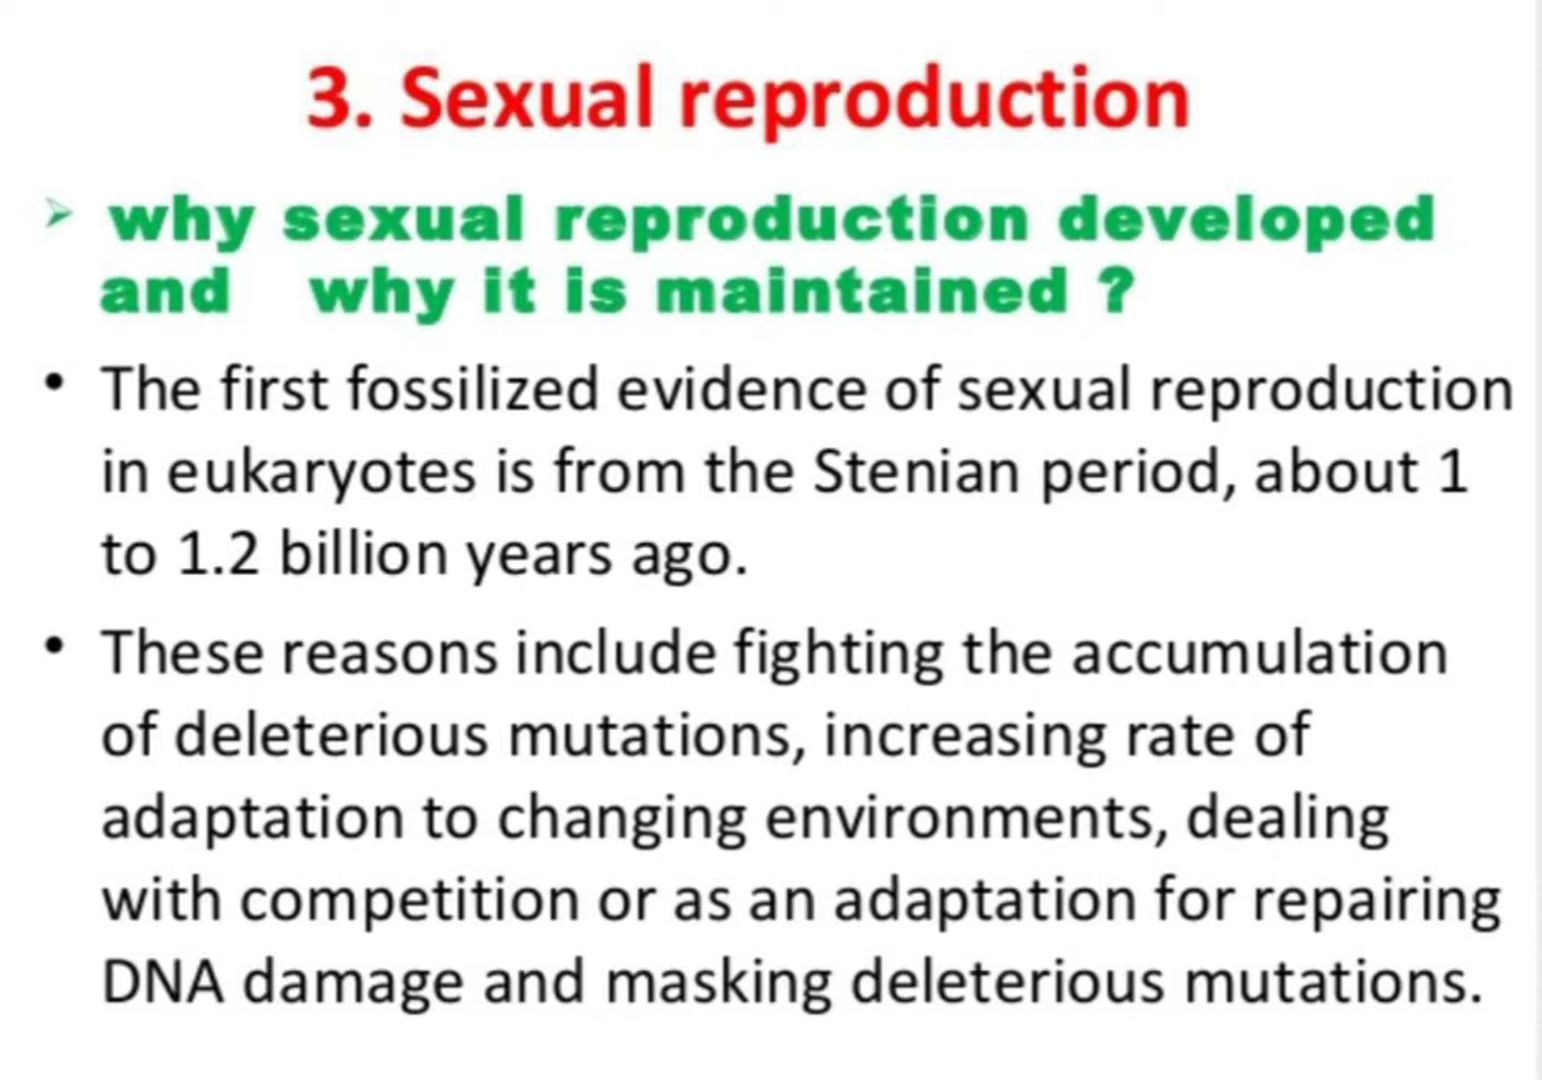 3. Sexual reproduction
➢ why sexual reproduction developed
and why it is maintained ?
• The first fossilized evidence of sexual reproduction
in eukaryotes is from the Stenian period, about 1
to 1.2 billion years ago.
• These reasons include fighting the accumulation
of deleterious mutations, increasing rate of
adaptation to changing environments, dealing
with competition or as an adaptation for repairing
DNA damage and masking deleterious mutations.